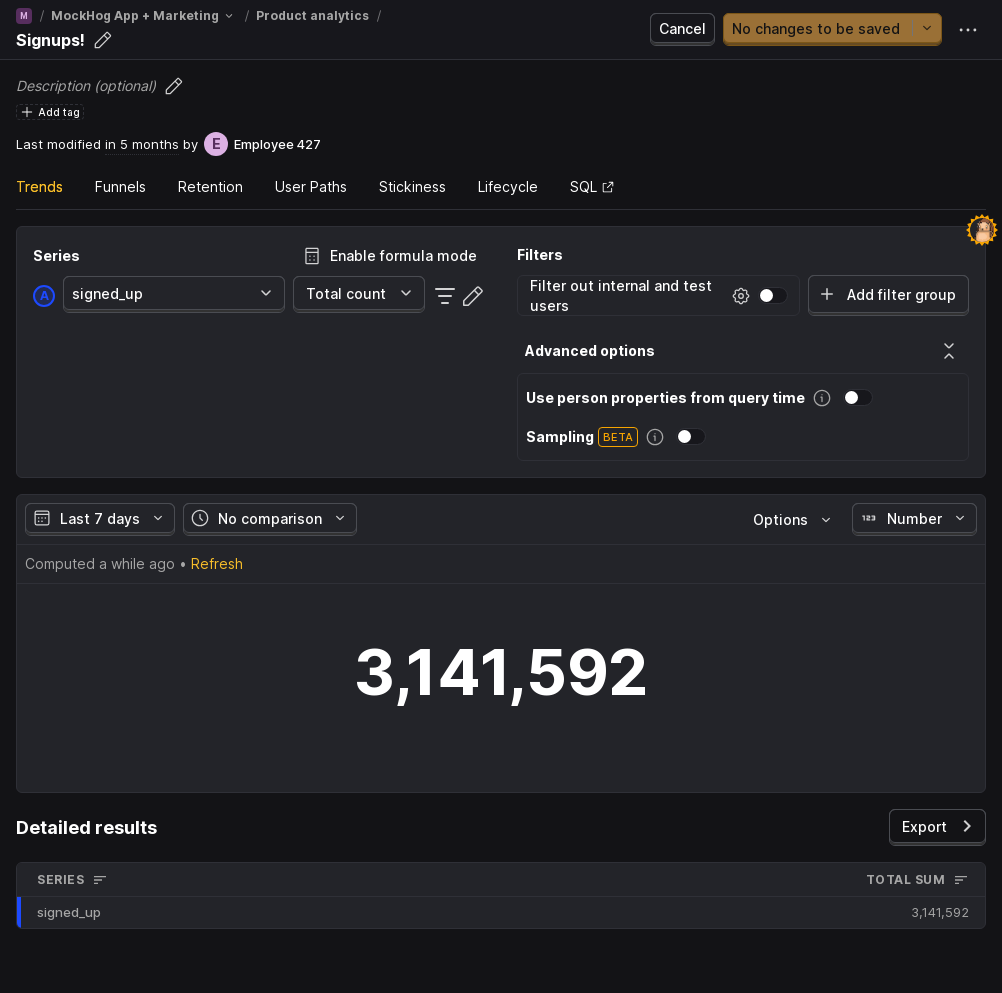 M / MockHog App + Marketing / Product analytics /
Signups!
Cancel
No changes to be saved
Description (optional)
Add tag
Last modified in 5 months by E Employee 427
Trends Funnels Retention User Paths Stickiness Lifecycle SQL
Series
Enable formula mode
A signed_up Total count
Filters
Filter out internal and test
users
Add filter group
Advanced options
Use person properties from query time
Sampling BETA
Last 7 days No comparison Options 123 Number
Computed a while ago • Refresh
3,141,592
Detailed results
Export
SERIES TOTAL SUM
signed_up 3,141,592